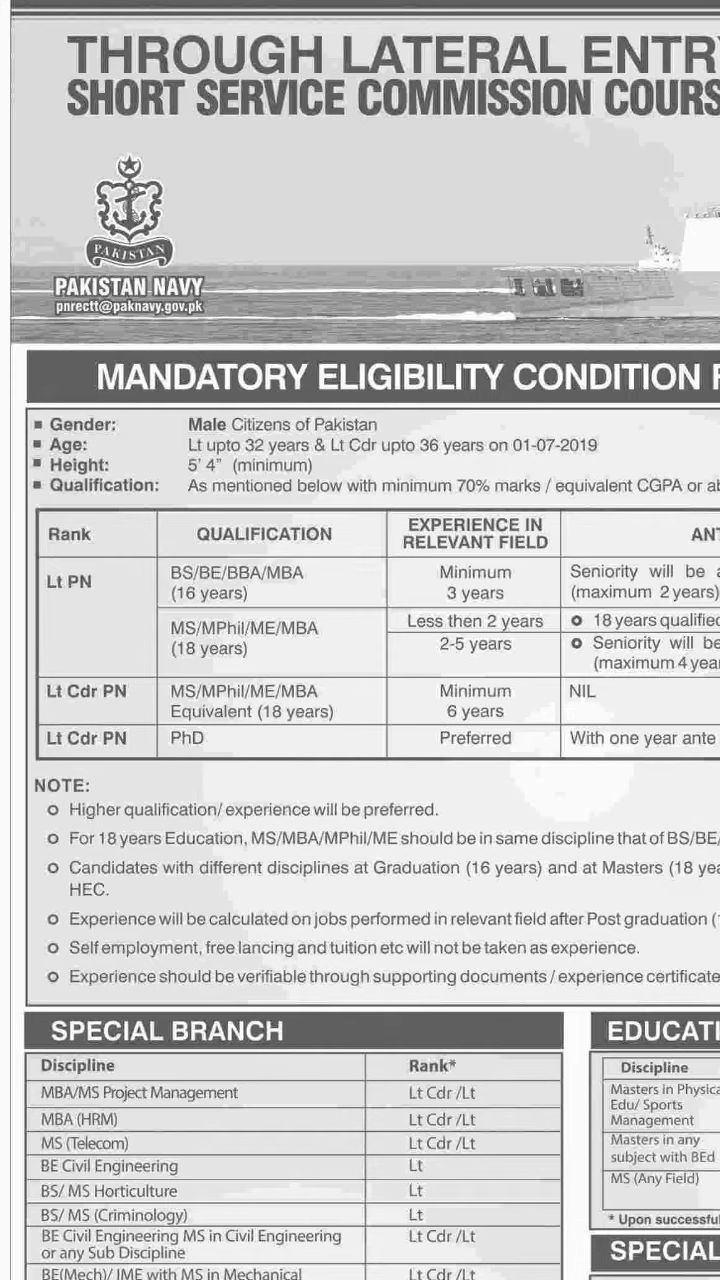 THROUGH LATERAL ENTRY
SHORT SERVICE COMMISSION COURS
PAKISTAN
PAKISTAN NAVY
pnrectt@paknavy.gov.pk
MANDATORY ELIGIBILITY CONDITION F
Gender: Male Citizens of Pakistan
Age: Lt upto 32 years & Lt Cdr upto 36 years on 01-07-2019
Height: 5' 4" (minimum)
Qualification: As mentioned below with minimum 70% marks / equivalent CGPA or ab
Rank QUALIFICATION EXPERIENCE IN RELEVANT FIELD ANT
Lt PN BS/BE/BBA/MBA Minimum Seniority will be a
(16 years) 3 years (maximum 2 years)
MS/MPhil/ME/MBA Less then 2 years 18 years qualified
(18 years) 2-5 years Seniority will be
(maximum 4 year
Lt Cdr PN MS/MPhil/ME/MBA Minimum NIL
Equivalent (18 years) 6 years
Lt Cdr PN PhD Preferred With one year ante
NOTE:
Higher qualification/ experience will be preferred.
For 18 years Education, MS/MBA/MPhil/ME should be in same discipline that of BS/BE/
Candidates with different disciplines at Graduation (16 years) and at Masters (18 yea
HEC.
Experience will be calculated on jobs performed in relevant field after Post graduation (
Self employment, free lancing and tuition etc will not be taken as experience.
Experience should be verifiable through supporting documents / experience certificate
SPECIAL BRANCH
Discipline Rank*
MBA/MS Project Management Lt Cdr /Lt
MBA (HRM) Lt Cdr /Lt
MS (Telecom) Lt Cdr /Lt
BE Civil Engineering Lt
BS/ MS Horticulture Lt
BS/ MS (Criminology) Lt
BE Civil Engineering MS in Civil Engineering Lt Cdr /Lt
or any Sub Discipline
BE(Mech)/ IME with MS in Mechanical Lt Cdr /Lt
EDUCATI
Discipline
Masters in Physica
Edu/ Sports
Management
Masters in any
subject with BEd
MS (Any Field)
* Upon successful
SPECIAL